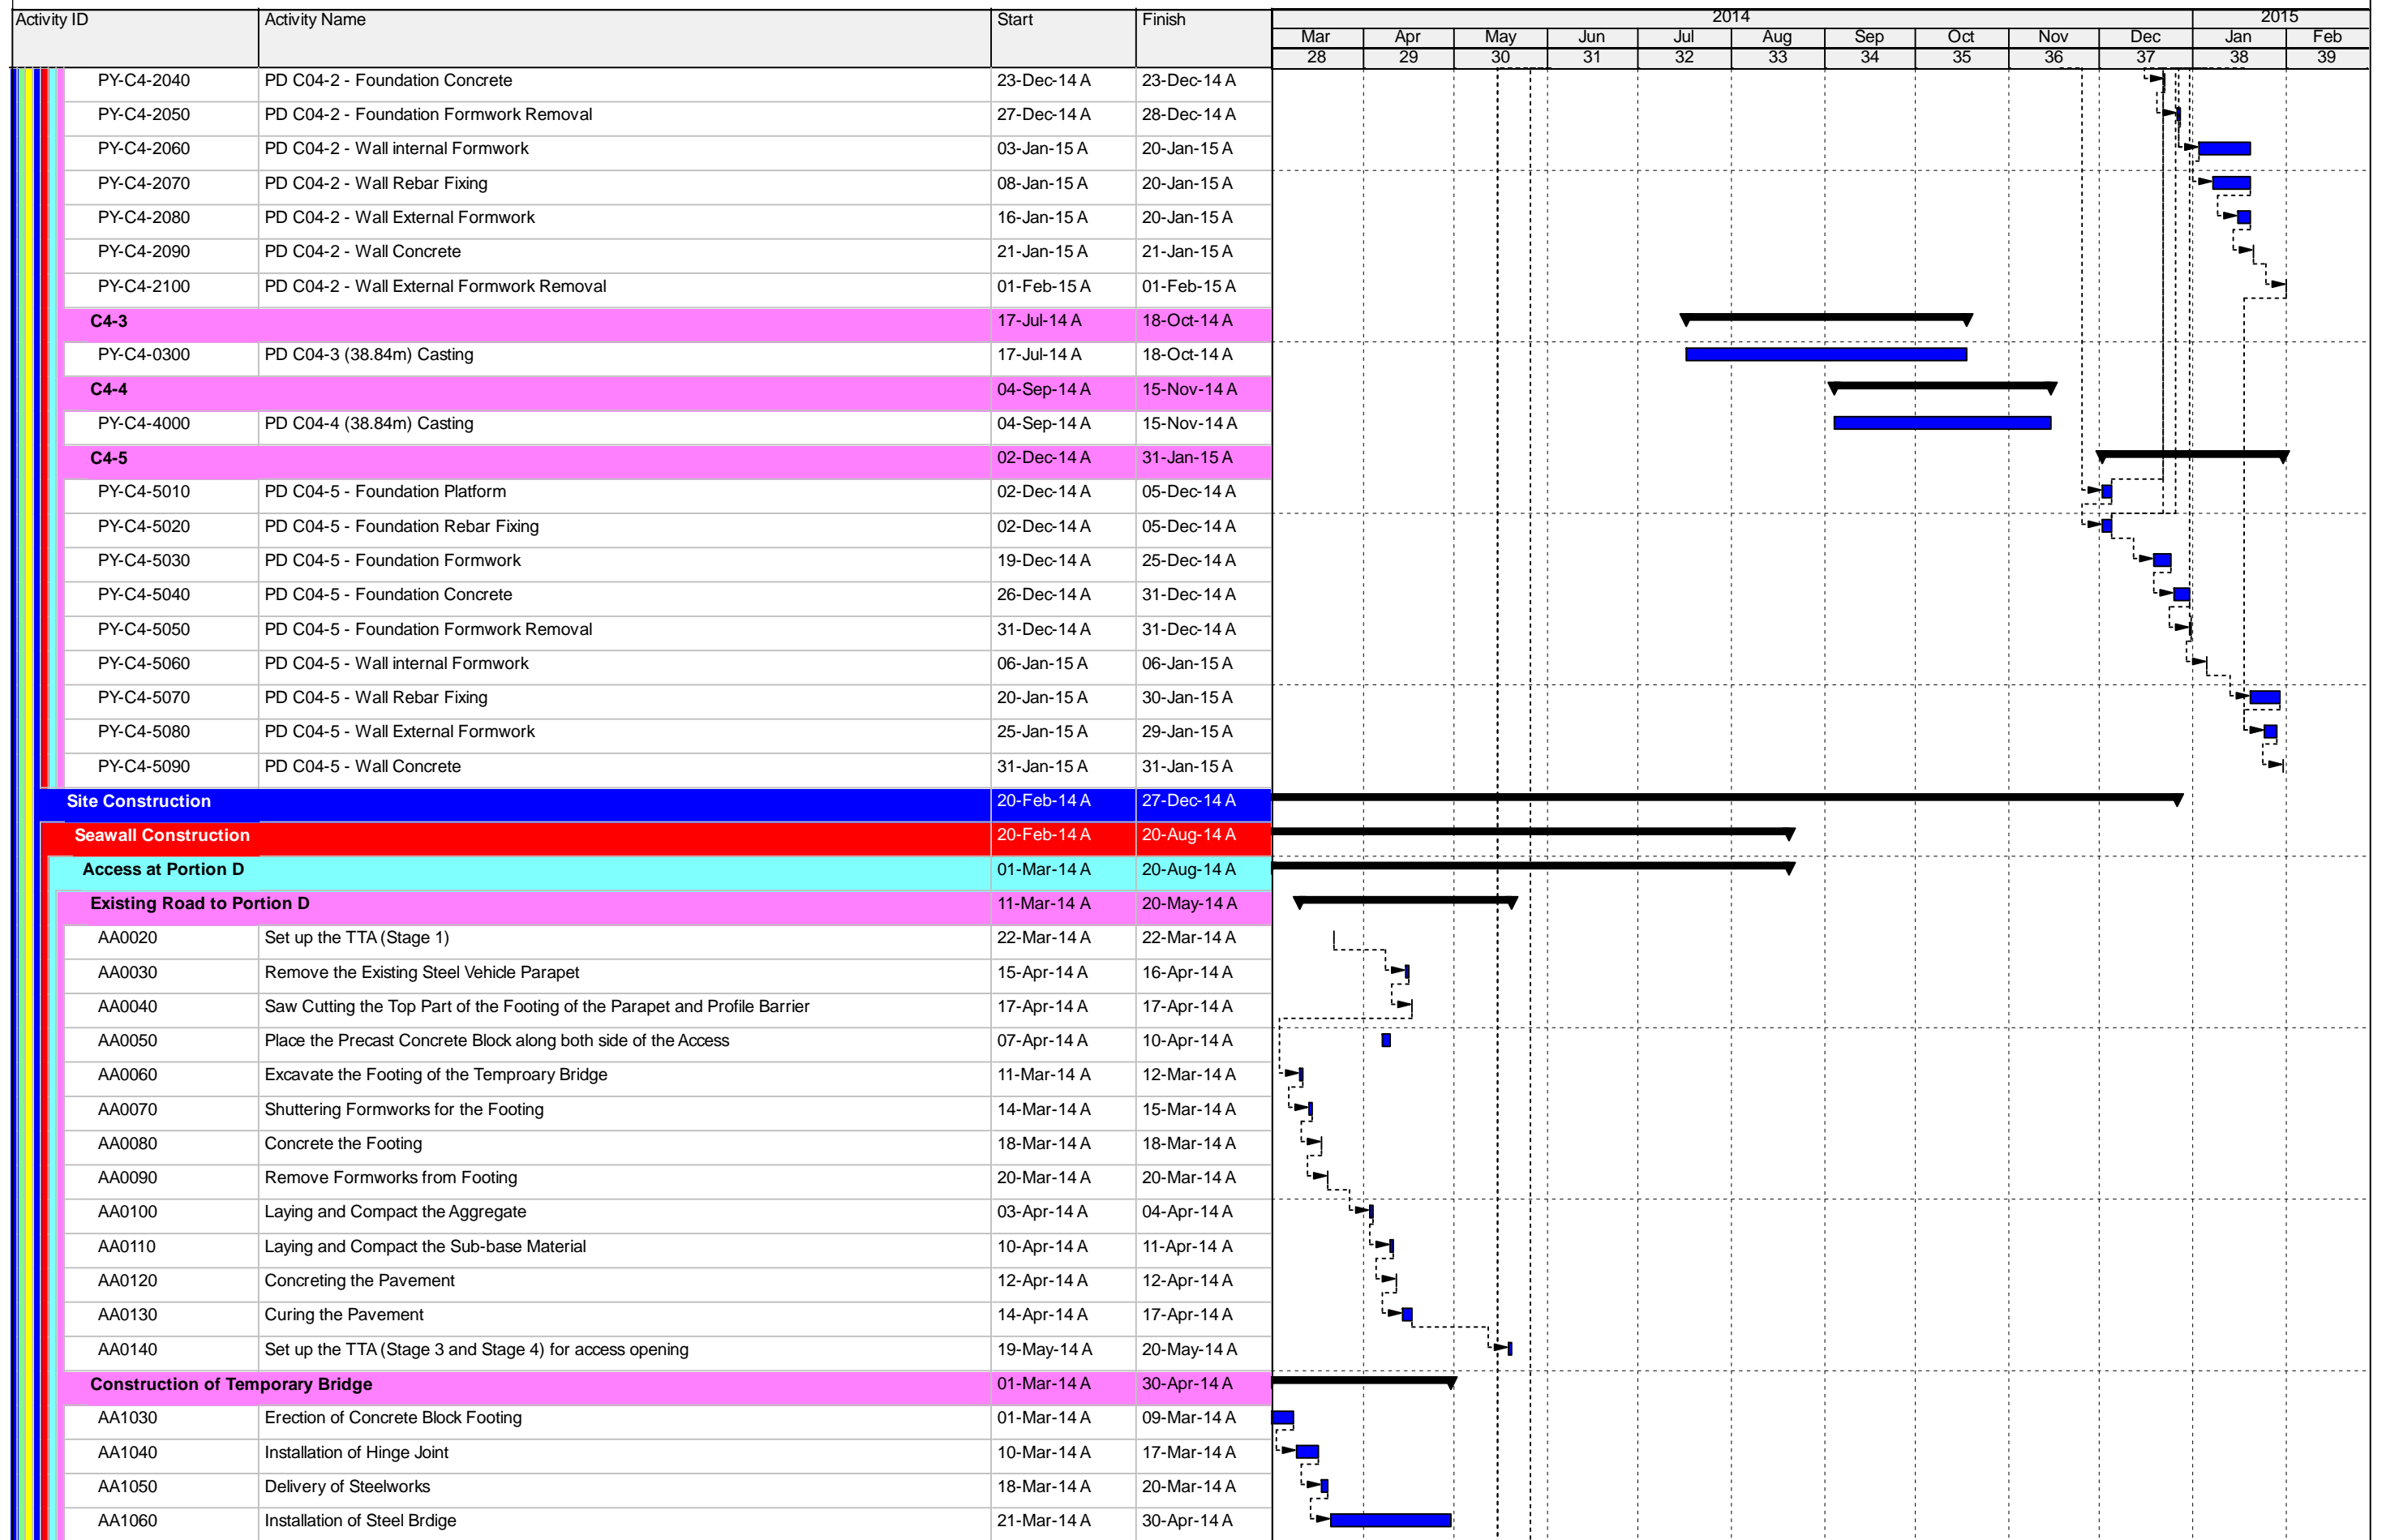 Activity ID Activity Name Start Finish 2014 2015
Mar Apr May Jun Jul Aug Sep Oct Nov Dec Jan Feb
28 29 30 31 32 33 34 35 36 37 38 39
PY-C4-2040 PD C04-2 - Foundation Concrete 23-Dec-14 A 23-Dec-14 A
PY-C4-2050 PD C04-2 - Foundation Formwork Removal 27-Dec-14 A 28-Dec-14 A
PY-C4-2060 PD C04-2 - Wall internal Formwork 03-Jan-15 A 20-Jan-15 A
PY-C4-2070 PD C04-2 - Wall Rebar Fixing 08-Jan-15 A 20-Jan-15 A
PY-C4-2080 PD C04-2 - Wall External Formwork 16-Jan-15 A 20-Jan-15 A
PY-C4-2090 PD C04-2 - Wall Concrete 21-Jan-15 A 21-Jan-15 A
PY-C4-2100 PD C04-2 - Wall External Formwork Removal 01-Feb-15 A 01-Feb-15 A
C4-3 17-Jul-14 A 18-Oct-14 A
PY-C4-0300 PD C04-3 (38.84m) Casting 17-Jul-14 A 18-Oct-14 A
C4-4 04-Sep-14 A 15-Nov-14 A
PY-C4-4000 PD C04-4 (38.84m) Casting 04-Sep-14 A 15-Nov-14 A
C4-5 02-Dec-14 A 31-Jan-15 A
PY-C4-5010 PD C04-5 - Foundation Platform 02-Dec-14 A 05-Dec-14 A
PY-C4-5020 PD C04-5 - Foundation Rebar Fixing 02-Dec-14 A 05-Dec-14 A
PY-C4-5030 PD C04-5 - Foundation Formwork 19-Dec-14 A 25-Dec-14 A
PY-C4-5040 PD C04-5 - Foundation Concrete 26-Dec-14 A 31-Dec-14 A
PY-C4-5050 PD C04-5 - Foundation Formwork Removal 31-Dec-14 A 31-Dec-14 A
PY-C4-5060 PD C04-5 - Wall internal Formwork 06-Jan-15 A 06-Jan-15 A
PY-C4-5070 PD C04-5 - Wall Rebar Fixing 20-Jan-15 A 30-Jan-15 A
PY-C4-5080 PD C04-5 - Wall External Formwork 25-Jan-15 A 29-Jan-15 A
PY-C4-5090 PD C04-5 - Wall Concrete 31-Jan-15 A 31-Jan-15 A
Site Construction 20-Feb-14 A 27-Dec-14 A
Seawall Construction 20-Feb-14 A 20-Aug-14 A
Access at Portion D 01-Mar-14 A 20-Aug-14 A
Existing Road to Portion D 11-Mar-14 A 20-May-14 A
AA0020 Set up the TTA (Stage 1) 22-Mar-14 A 22-Mar-14 A
AA0030 Remove the Existing Steel Vehicle Parapet 15-Apr-14 A 16-Apr-14 A
AA0040 Saw Cutting the Top Part of the Footing of the Parapet and Profile Barrier 17-Apr-14 A 17-Apr-14 A
AA0050 Place the Precast Concrete Block along both side of the Access 07-Apr-14 A 10-Apr-14 A
AA0060 Excavate the Footing of the Temproary Bridge 11-Mar-14 A 12-Mar-14 A
AA0070 Shuttering Formworks for the Footing 14-Mar-14 A 15-Mar-14 A
AA0080 Concrete the Footing 18-Mar-14 A 18-Mar-14 A
AA0090 Remove Formworks from Footing 20-Mar-14 A 20-Mar-14 A
AA0100 Laying and Compact the Aggregate 03-Apr-14 A 04-Apr-14 A
AA0110 Laying and Compact the Sub-base Material 10-Apr-14 A 11-Apr-14 A
AA0120 Concreting the Pavement 12-Apr-14 A 12-Apr-14 A
AA0130 Curing the Pavement 14-Apr-14 A 17-Apr-14 A
AA0140 Set up the TTA (Stage 3 and Stage 4) for access opening 19-May-14 A 20-May-14 A
Construction of Temporary Bridge 01-Mar-14 A 30-Apr-14 A
AA1030 Erection of Concrete Block Footing 01-Mar-14 A 09-Mar-14 A
AA1040 Installation of Hinge Joint 10-Mar-14 A 17-Mar-14 A
AA1050 Delivery of Steelworks 18-Mar-14 A 20-Mar-14 A
AA1060 Installation of Steel Brdige 21-Mar-14 A 30-Apr-14 A